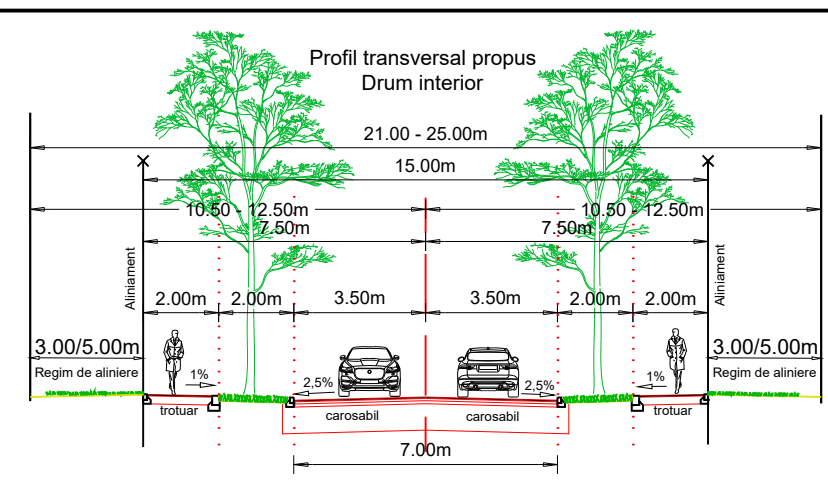 Profil transversal propus
Drum interior
21.00 - 25.00m
15.00m
10.50 - 12.50m
10.50 - 12.50m
7.50m
7.50m
Aliniament
Aliniament
2.00m
2.00m
3.50m
3.50m
2.00m
2.00m
3.00/5.00m
3.00/5.00m
Regim de aliniere
Regim de aliniere
1%
2,5%
2,5%
1%
trotuar
carosabil
carosabil
trotuar
7.00m